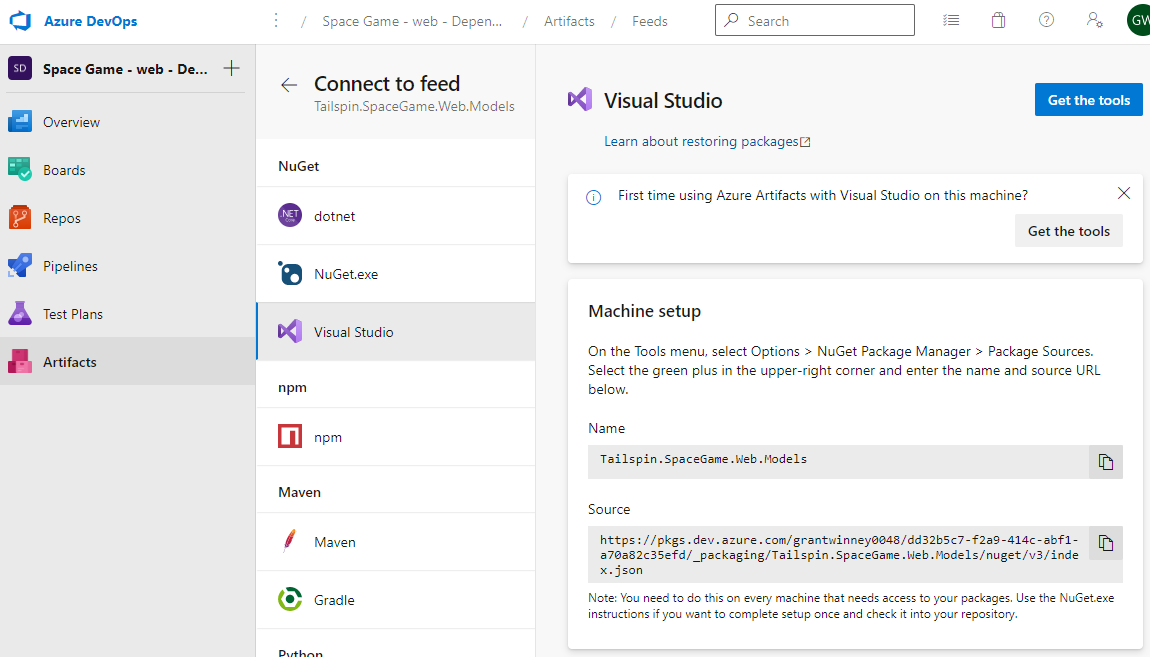 Azure DevOps
/ Space Game - web - Depen... / Artifacts / Feeds
Search
GW
SD
Space Game - web - De...
Overview
Boards
Repos
Pipelines
Test Plans
Artifacts
Connect to feed
Tailspin.SpaceGame.Web.Models
NuGet
.NET
Core
dotnet
NuGet.exe
Visual Studio
npm
npm
Maven
Maven
Gradle
Python
Visual Studio
Get the tools
Learn about restoring packages
First time using Azure Artifacts with Visual Studio on this machine?
Get the tools
Machine setup
On the Tools menu, select Options > NuGet Package Manager > Package Sources.
Select the green plus in the upper-right corner and enter the name and source URL
below.
Name
Tailspin.SpaceGame.Web.Models
Source
https://pkgs.dev.azure.com/grantwinney0048/dd32b5c7-f2a9-414c-abf1-
a70a82c35efd/_packaging/Tailspin.SpaceGame.Web.Models/nuget/v3/inde
x.json
Note: You need to do this on every machine that needs access to your packages. Use the NuGet.exe
instructions if you want to complete setup once and check it into your repository.